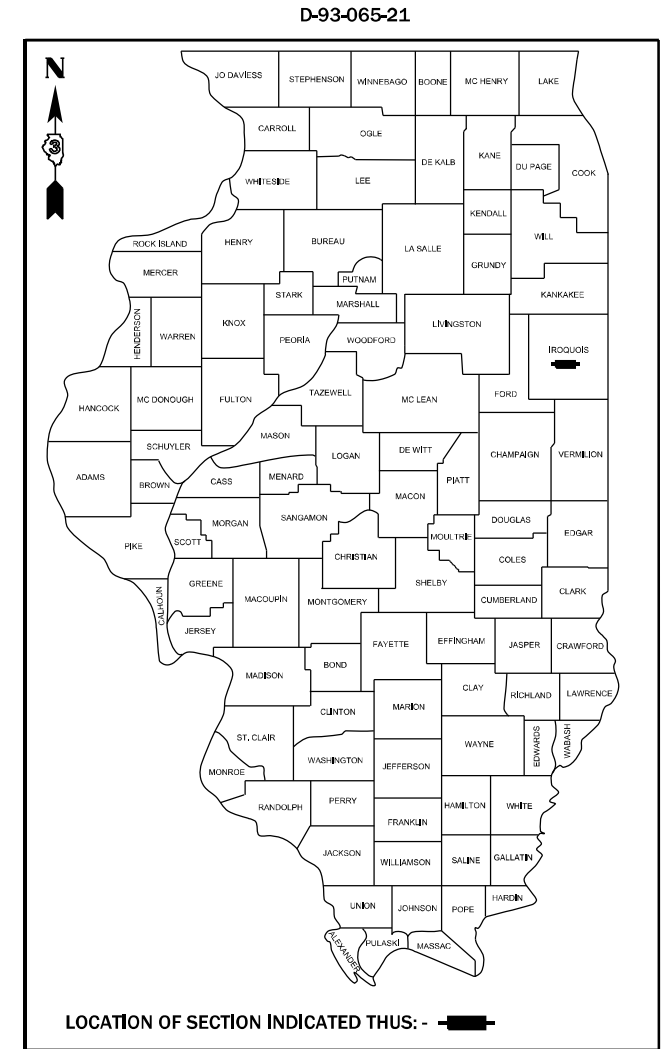 D-93-065-21
N
3
JO DAVIESS
STEPHENSON
WINNEBAGO
BOONE
MC HENRY
LAKE
CARROLL
OGLE
DE KALB
KANE
DU PAGE
COOK
WHITESIDE
LEE
KENDALL
WILL
ROCK ISLAND
HENRY
BUREAU
LA SALLE
GRUNDY
MERCER
PUTNAM
KANKAKEE
STARK
MARSHALL
HENDERSON
WARREN
KNOX
PEORIA
WOODFORD
LIVINGSTON
IROQUOIS
HANCOCK
MC DONOUGH
FULTON
TAZEWELL
MC LEAN
FORD
MASON
SCHUYLER
LOGAN
DE WITT
CHAMPAIGN
VERMILION
ADAMS
BROWN
CASS
MENARD
PIATT
MACON
MORGAN
SANGAMON
DOUGLAS
PIKE
SCOTT
CHRISTIAN
MOULTRIE
EDGAR
COLES
GREENE
MACOUPIN
MONTGOMERY
SHELBY
CUMBERLAND
CLARK
CALHOUN
JERSEY
FAYETTE
EFFINGHAM
JASPER
CRAWFORD
MADISON
BOND
CLAY
RICHLAND
LAWRENCE
CLINTON
MARION
ST. CLAIR
WAYNE
EDWARDS
WABASH
MONROE
WASHINGTON
JEFFERSON
RANDOLPH
PERRY
HAMILTON
WHITE
FRANKLIN
JACKSON
WILLIAMSON
SALINE
GALLATIN
UNION
JOHNSON
POPE
HARDIN
ALEXANDER
PULASKI
MASSAC
LOCATION OF SECTION INDICATED THUS: -